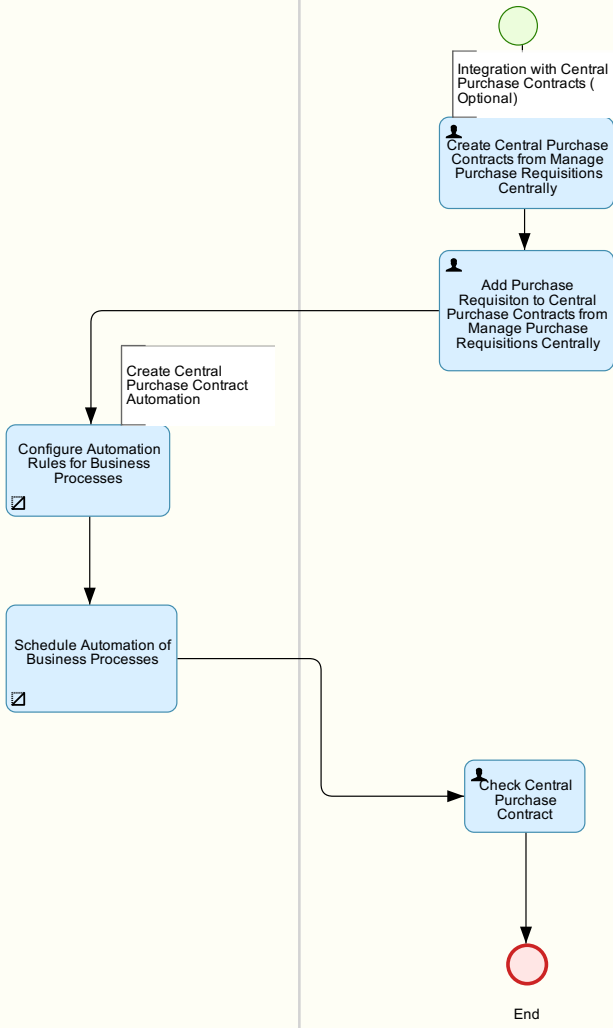 Integration with Central
Purchase Contracts (
Optional)
Create Central Purchase
Contracts from Manage
Purchase Requisitions
Centrally
Add Purchase
Requisiton to Central
Purchase Contracts from
Manage Purchase
Requisitions Centrally
Create Central
Purchase Contract
Automation
Configure Automation
Rules for Business
Processes
Schedule Automation of
Business Processes
Check Central
Purchase
Contract
End